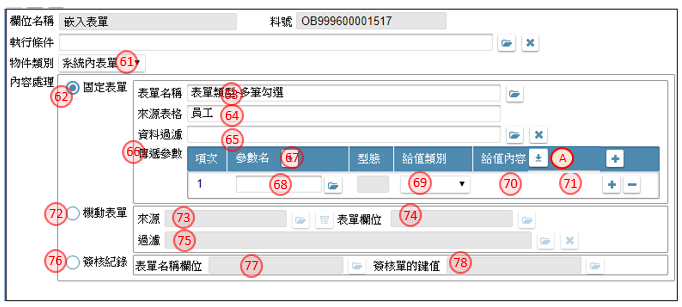 欄位名稱 嵌入表單 料號 OB999600001517
執行條件
物件類別 系統內表單 61
內容處理 62 固定表單 表單名稱 表單類型-多筆勾選 63
來源表格 員工 64
資料過濾 65
66 傳遞參數 項次 參數名 67 型態 給值類別 給值內容 A
1 68 69 70 71
72 機動表單 來源 73 表單欄位 74
過濾 75
76 簽核紀錄 表單名稱欄位 77 簽核單的鍵值 78